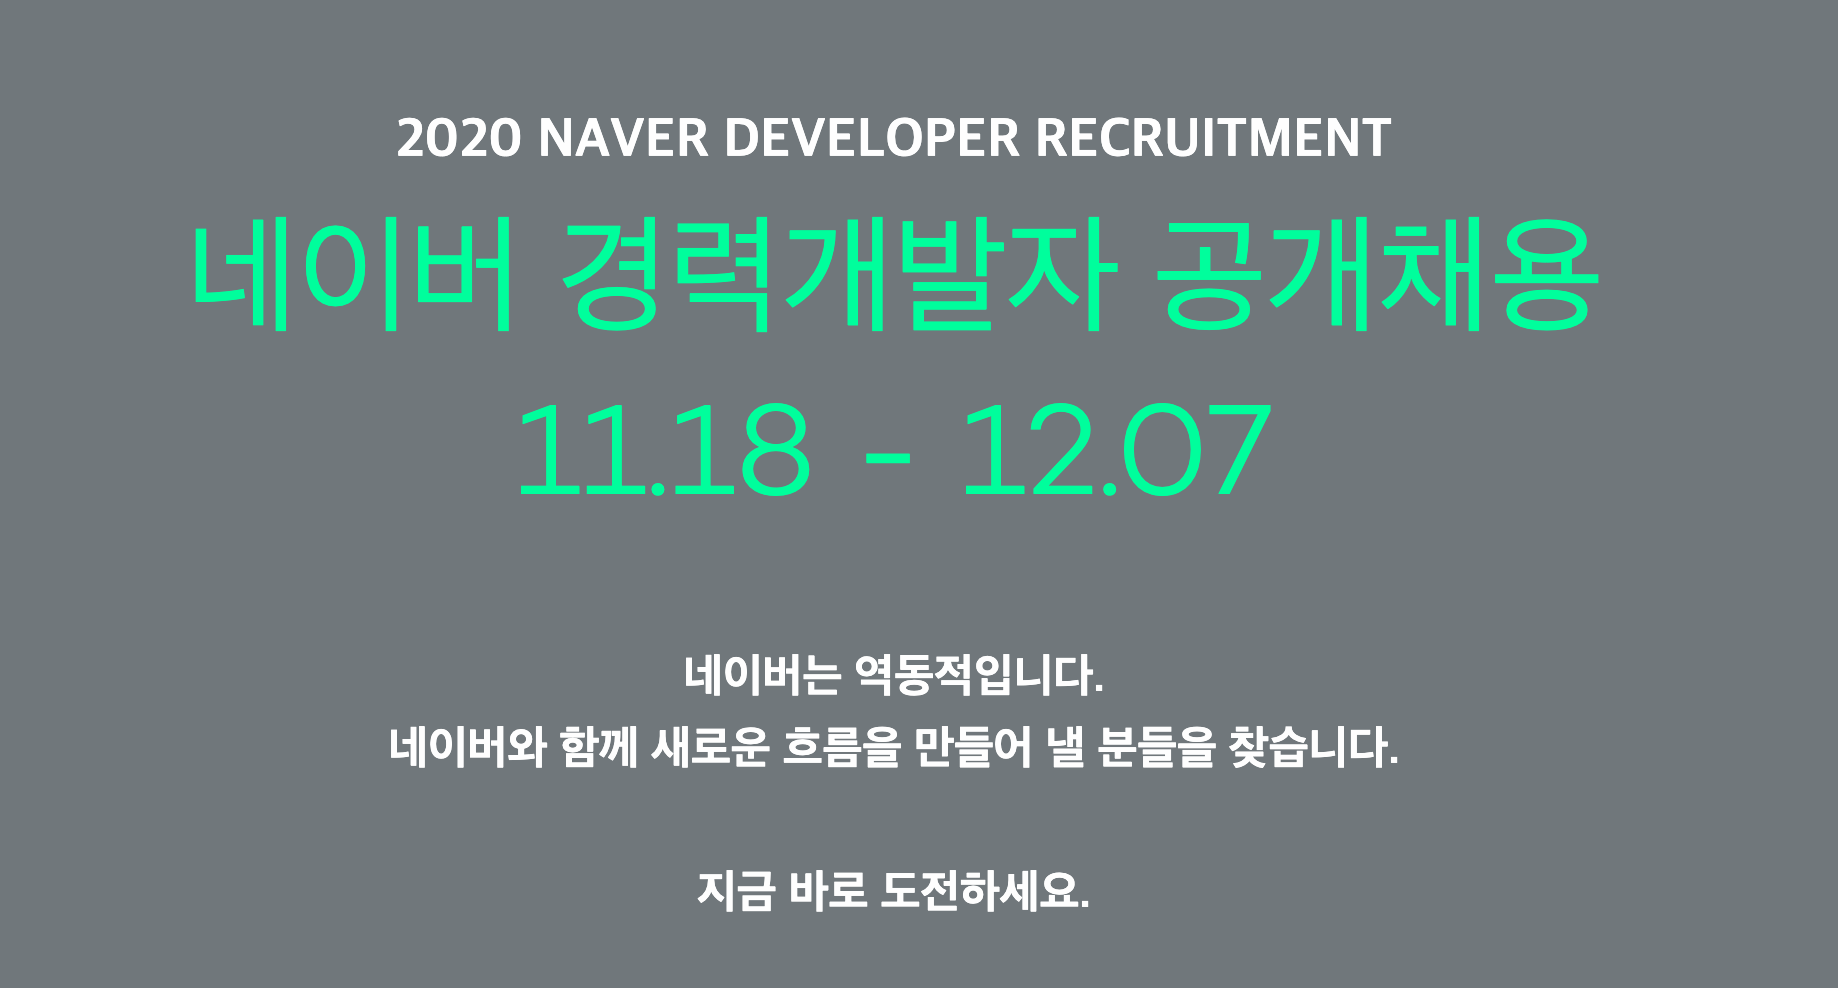 2020 NAVER DEVELOPER RECRUITMENT
네이버 경력개발자 공개채용
11.18 - 12.07
네이버는 역동적입니다.
네이버와 함께 새로운 흐름을 만들어 낼 분들을 찾습니다.
지금 바로 도전하세요.